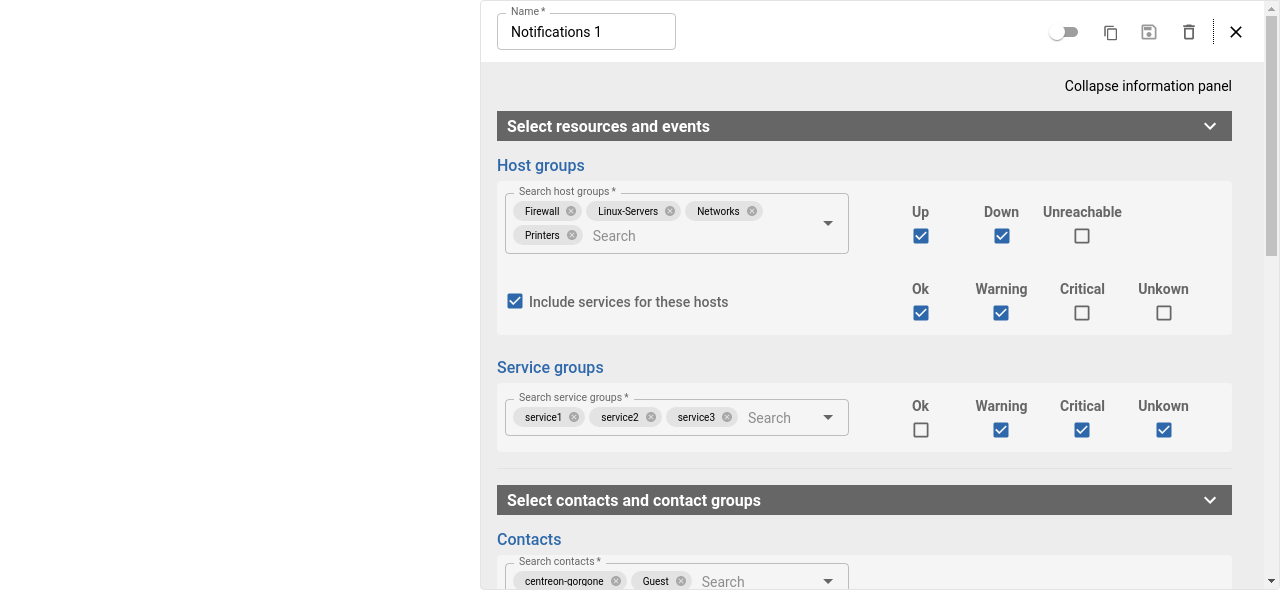 Name *
Notifications 1
Collapse information panel
Select resources and events
Host groups
Search host groups *
Firewall Linux-Servers Networks
Printers Search
Up Down Unreachable
Include services for these hosts
Ok Warning Critical Unkown
Service groups
Search service groups *
service1 service2 service3 Search
Ok Warning Critical Unkown
Select contacts and contact groups
Contacts
Search contacts *
centreon-gorgone Guest Search